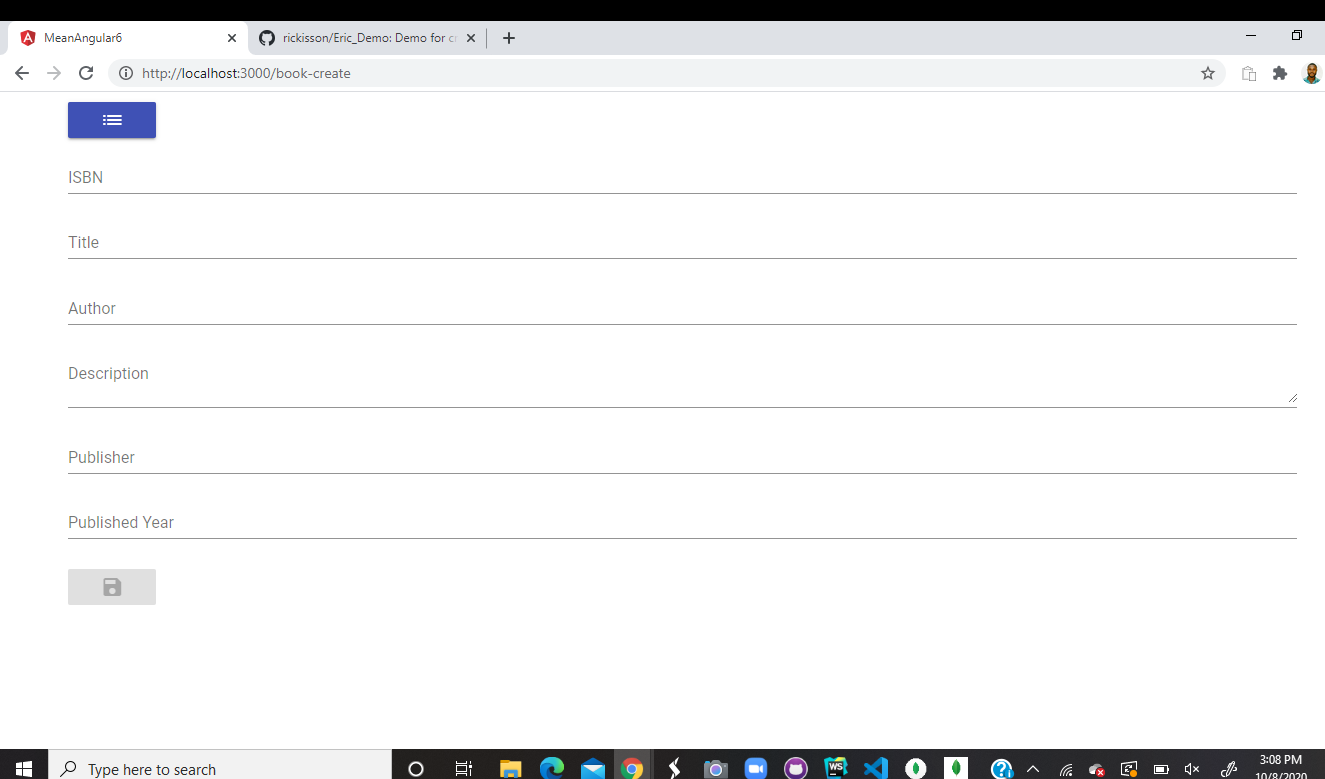 MeanAngular6
rickisson/Eric_Demo: Demo for cr
http://localhost:3000/book-create
ISBN
Title
Author
Description
Publisher
Published Year
Type here to search
WS
3:08 PM
10/8/2020